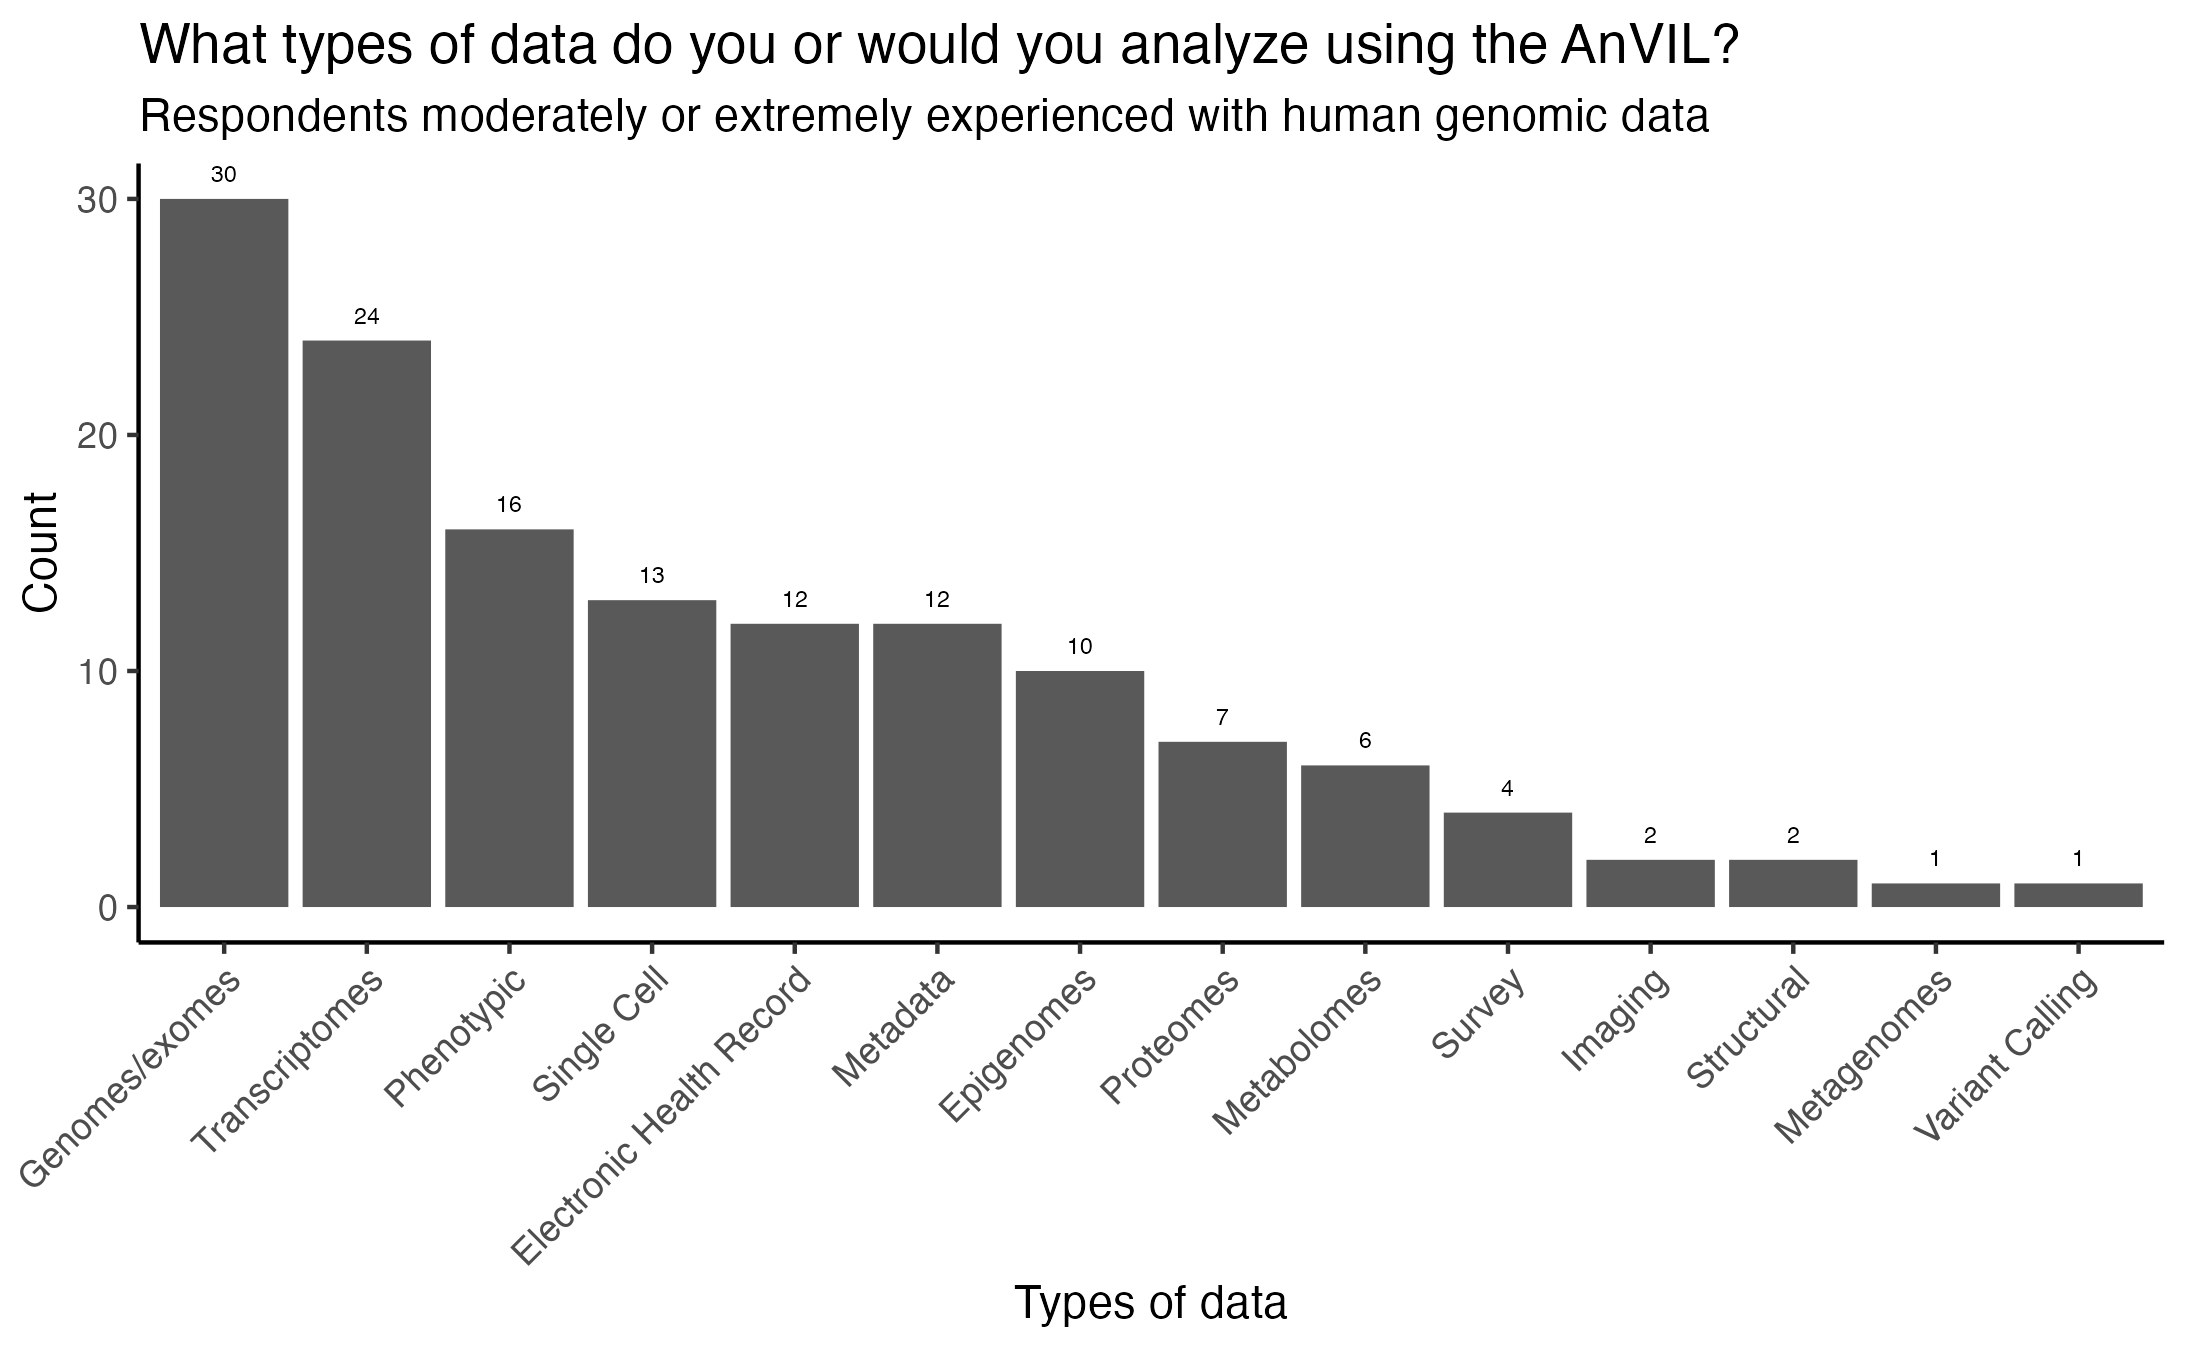 What types of data do you or would you analyze using the AnVIL?
Respondents moderately or extremely experienced with human genomic data
30
24
16
13
12
12
10
7
6
4
2
2
1
1
30
20
10
0
Count
Genomes/exomes
Transcriptomes
Phenotypic
Single Cell
Electronic Health Record
Metadata
Epigenomes
Proteomes
Metabolomes
Survey
Imaging
Structural
Metagenomes
Variant Calling
Types of data